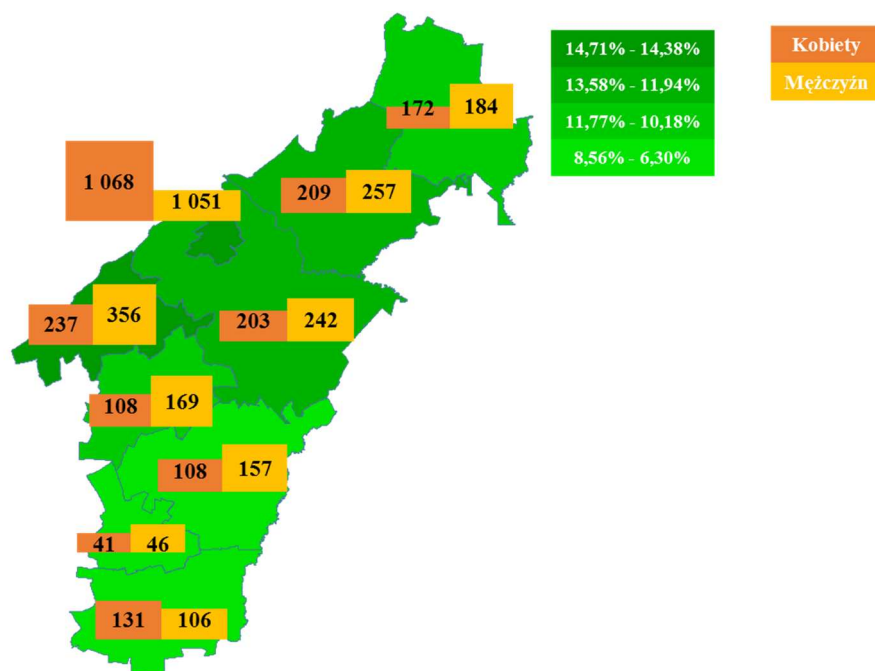 14,71% - 14,38%
13,58% - 11,94%
11,77% - 10,18%
8,56% - 6,30%
Kobiety
Mężczyźn
172 184
1 068 1 051
209 257
237 356
203 242
108 169
108 157
41 46
131 106